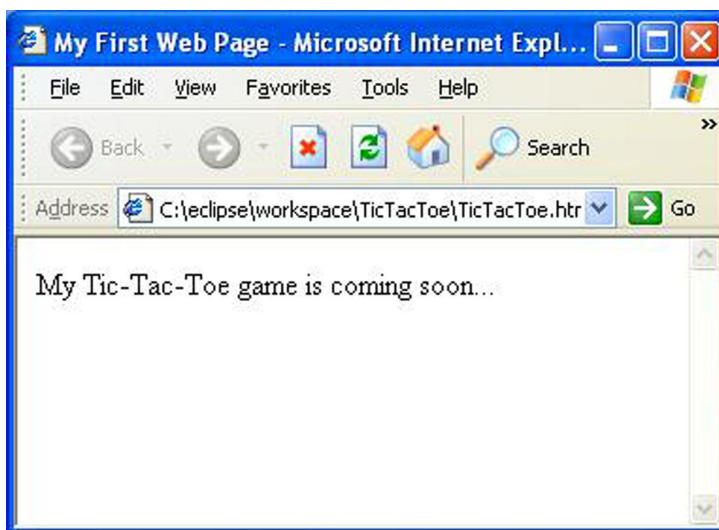 My First Web Page - Microsoft Internet Expl...
File Edit View Favorites Tools Help
Back Search »
Address C:\eclipse\workspace\TicTacToe\TicTacToe.htr Go
My Tic-Tac-Toe game is coming soon...